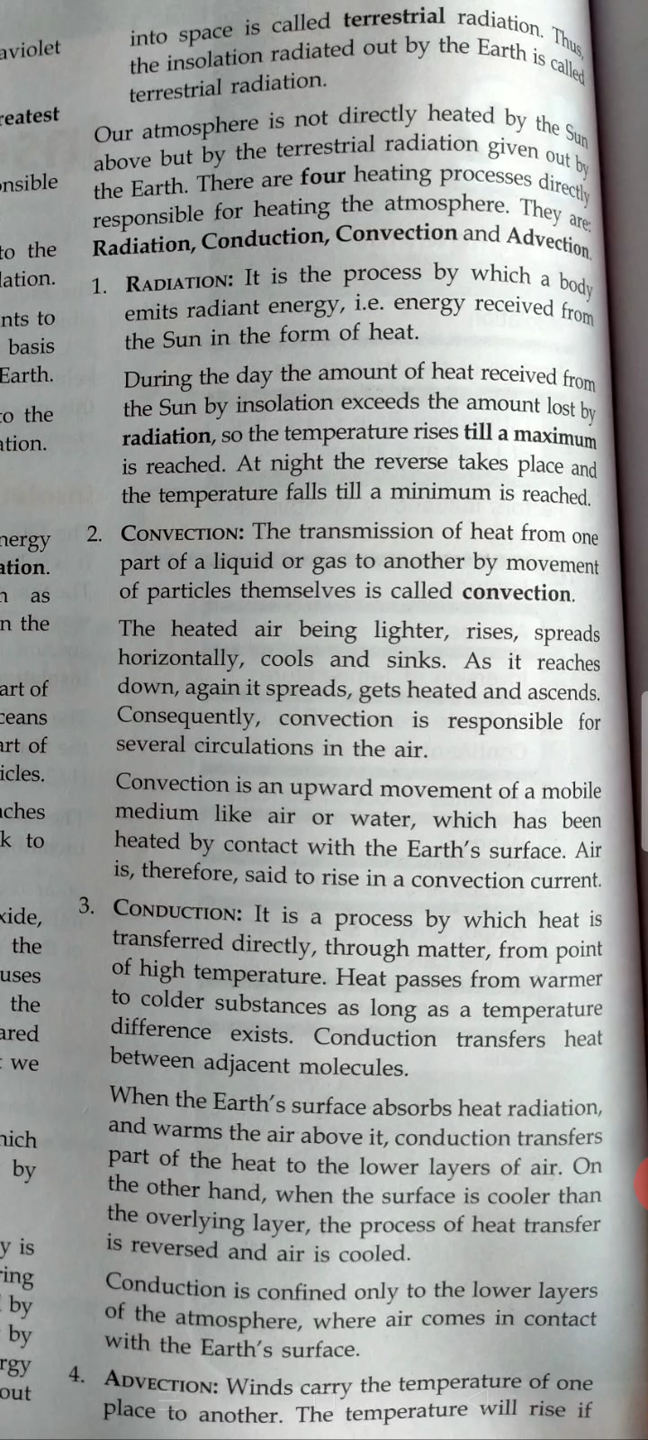 aviolet
reatest
onsible
to the
lation.
nts to
basis
Earth.
to the
ation.
nergy
ation.
n as
n the
art of
ceans
art of
icles.
aches
k to
xide,
the
uses
the
ared
t we
hich
by
y is
ring
by
by
rgy
out
into space is called terrestrial radiation. Thus,
the insolation radiated out by the Earth is called
terrestrial radiation.
Our atmosphere is not directly heated by the Sun
above but by the terrestrial radiation given out by
the Earth. There are four heating processes directly
responsible for heating the atmosphere. They are:
Radiation, Conduction, Convection and Advection.
1. RADIATION: It is the process by which a body
emits radiant energy, i.e. energy received from
the Sun in the form of heat.
During the day the amount of heat received from
the Sun by insolation exceeds the amount lost by
radiation, so the temperature rises till a maximum
is reached. At night the reverse takes place and
the temperature falls till a minimum is reached.
2. CONVECTION: The transmission of heat from one
part of a liquid or gas to another by movement
of particles themselves is called convection.
The heated air being lighter, rises, spreads
horizontally, cools and sinks. As it reaches
down, again it spreads, gets heated and ascends.
Consequently, convection is responsible for
several circulations in the air.
Convection is an upward movement of a mobile
medium like air or water, which has been
heated by contact with the Earth's surface. Air
is, therefore, said to rise in a convection current.
3. CONDUCTION: It is a process by which heat is
transferred directly, through matter, from point
of high temperature. Heat passes from warmer
to colder substances as long as a temperature
difference exists. Conduction transfers heat
between adjacent molecules.
When the Earth's surface absorbs heat radiation,
and warms the air above it, conduction transfers
part of the heat to the lower layers of air. On
the other hand, when the surface is cooler than
the overlying layer, the process of heat transfer
is reversed and air is cooled.
Conduction is confined only to the lower layers
of the atmosphere, where air comes in contact
with the Earth's surface.
4. ADVECTION: Winds carry the temperature of one
place to another. The temperature will rise if